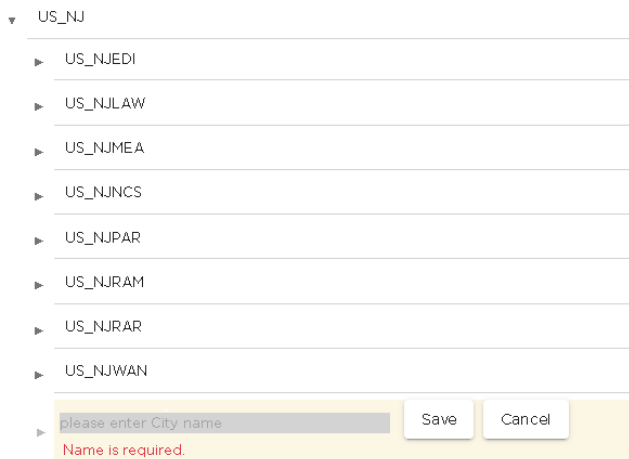 US_NJ
US_NJEDI
US_NJLAW
US_NJMEA
US_NJNCS
US_NJPAR
US_NJRAM
US_NJRAR
US_NJWAN
please enter City name Save Cancel
Name is required.